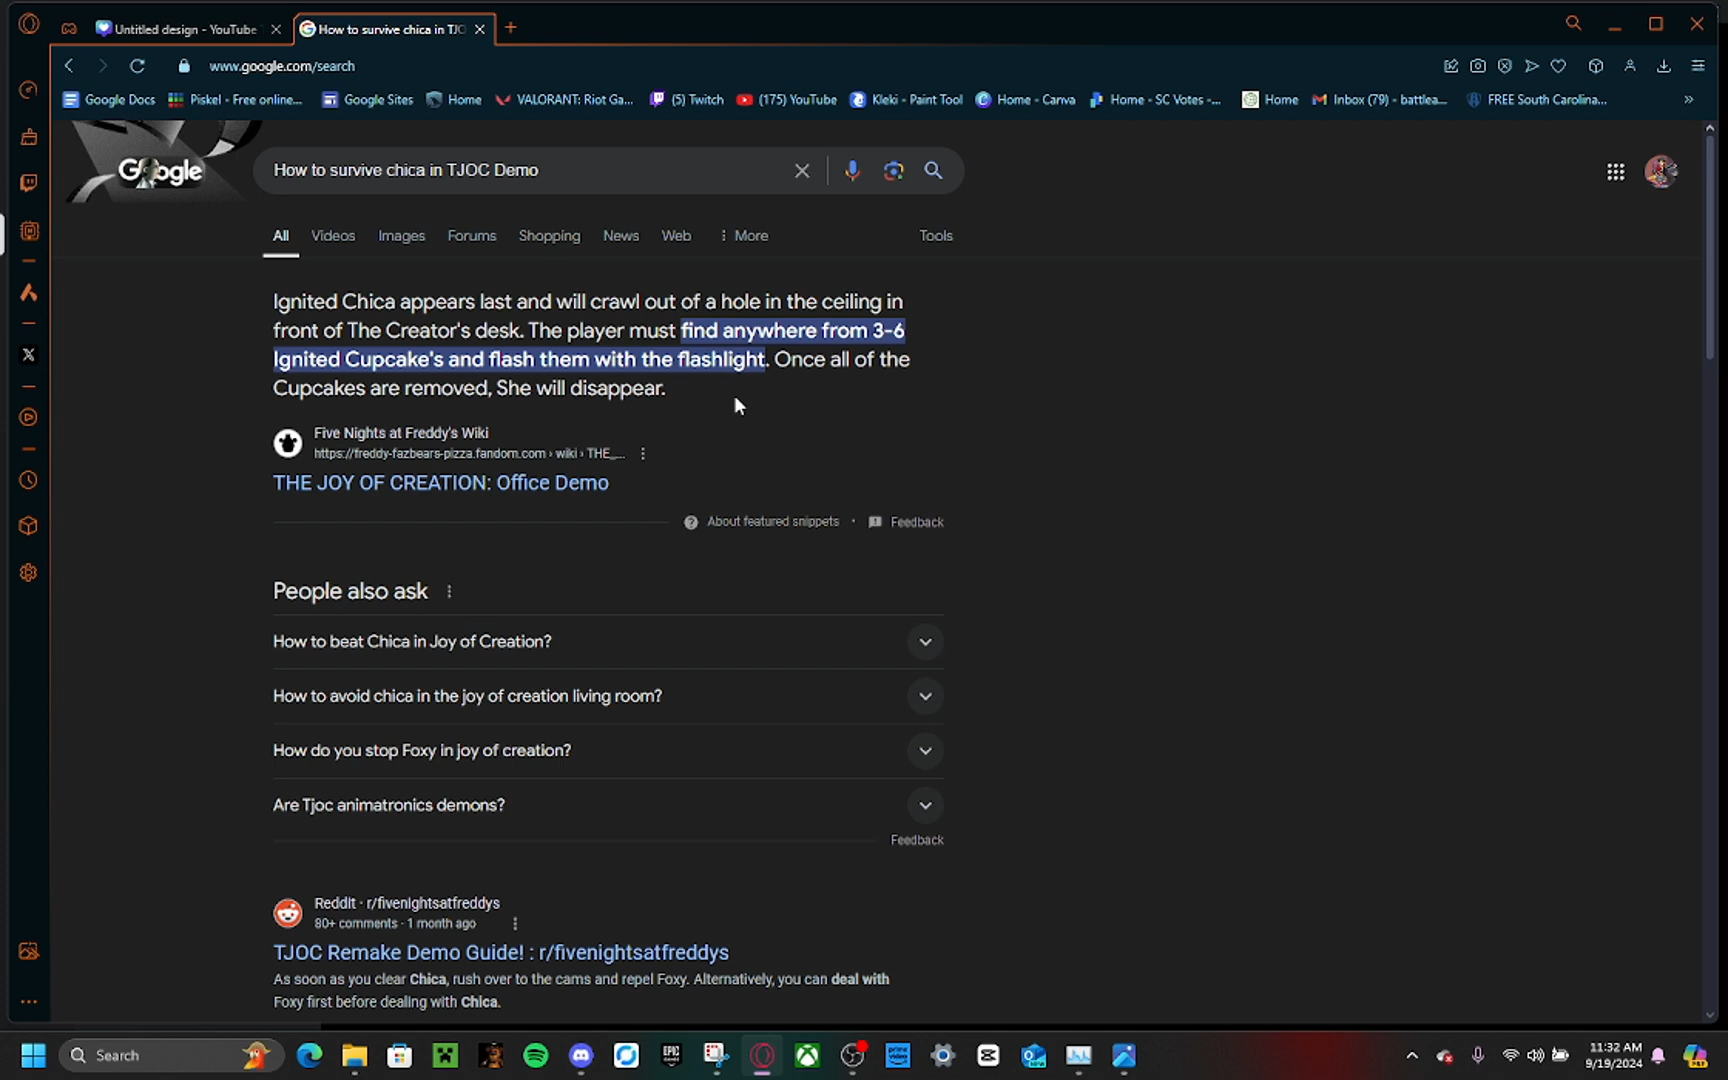 Untitled design - YouTube
How to survive chica in TJC
www.google.com/search
Google Docs
Piskel - Free online...
Google Sites
Home
VALORANT: Riot Ga...
(5) Twitch
(175) YouTube
Kleki - Paint Tool
Home - Canva
Home - SC Votes -...
Home
Inbox (79) - battlea...
FREE South Carolina...
»
Google
How to survive chica in TJOC Demo
All
Videos
Images
Forums
Shopping
News
Web
More
Tools
Ignited Chica appears last and will crawl out of a hole in the ceiling in
front of The Creator's desk. The player must find anywhere from 3-6
Ignited Cupcake's and flash them with the flashlight. Once all of the
Cupcakes are removed, She will disappear.
Five Nights at Freddy's Wiki
https://freddy-fazbears-pizza.fandom.com › wiki › THE_...
THE JOY OF CREATION: Office Demo
About featured snippets
•
Feedback
People also ask
How to beat Chica in Joy of Creation?
How to avoid chica in the joy of creation living room?
How do you stop Foxy in joy of creation?
Are Tjoc animatronics demons?
Feedback
Reddit · r/fivenightsatfreddys
80+ comments · 1 month ago
TJOC Remake Demo Guide! : r/fivenightsatfreddys
As soon as you clear Chica, rush over to the cams and repel Foxy. Alternatively, you can deal with
Foxy first before dealing with Chica.
Search
EPIC
GAMES
prime
video
11:32 AM
9/19/2024